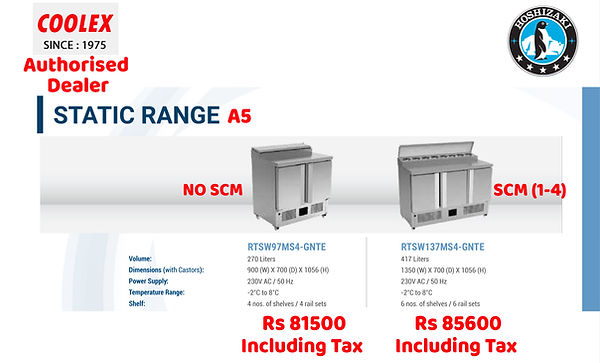 COOLEX
SINCE : 1975
Authorised
Dealer
HOSHIZAKI
STATIC RANGE A5
NO SCM
SCM (1-4)
RTSW97MS4-GNTE RTSW137MS4-GNTE
Volume: 270 Liters 417 Liters
Dimensions (with Castors): 900 (W) X 700 (D) X 1056 (H) 1350 (W) X 700 (D) X 1056 (H)
Power Supply: 230V AC / 50 Hz 230V AC / 50 Hz
Temperature Range: -2°C to 8°C -2°C to 8°C
Shelf: 4 nos. of shelves / 4 rail sets 6 nos. of shelves / 6 rail sets
Rs 81500 Rs 85600
Including Tax Including Tax